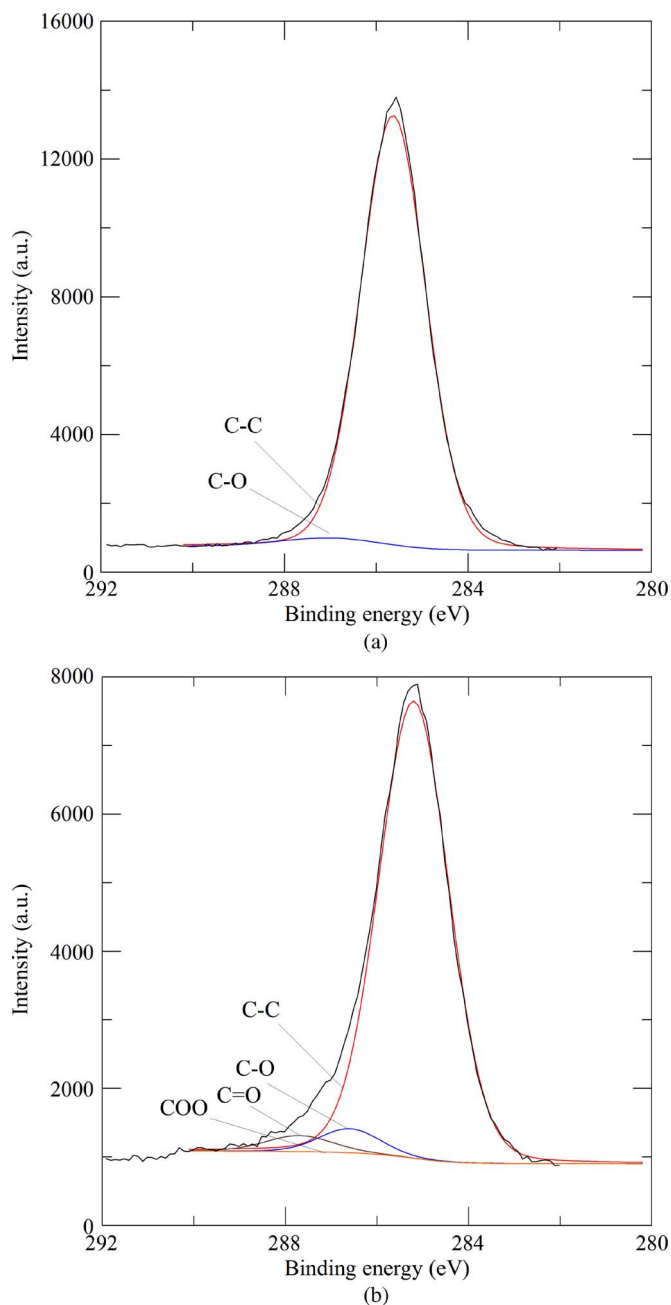 16000
12000
8000
4000
0
Intensity (a.u.)
C-C
C-O
292
288
284
280
Binding energy (eV)
(a)
8000
6000
4000
2000
0
Intensity (a.u.)
C-C
C-O
C=O
COO
292
288
284
280
Binding energy (eV)
(b)